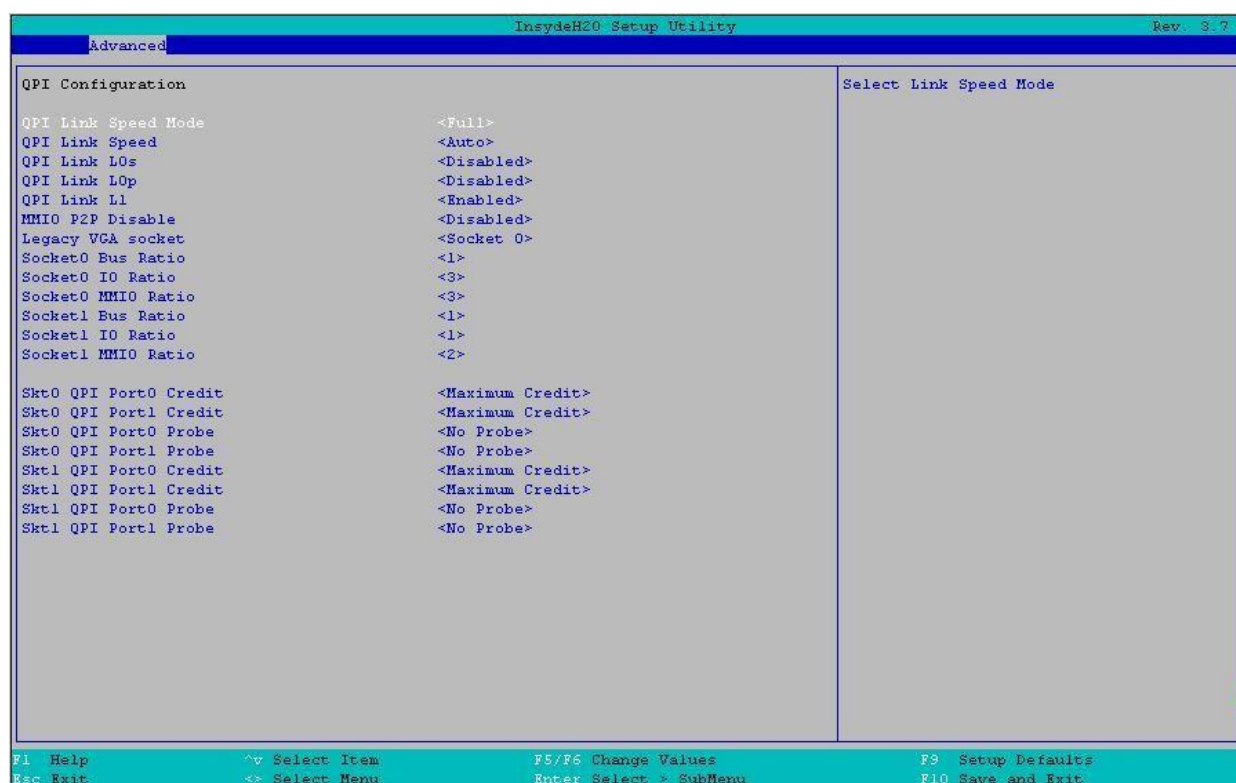 InsydeH20 Setup Utility Rev. 3.7
Advanced
QPI Configuration
Select Link Speed Mode
QPI Link Speed Mode <Full>
QPI Link Speed <Auto>
QPI Link L0s <Disabled>
QPI Link L0p <Disabled>
QPI Link L1 <Enabled>
MMIO P2P Disable <Disabled>
Legacy VGA socket <Socket 0>
Socket0 Bus Ratio <1>
Socket0 IO Ratio <3>
Socket0 MMIO Ratio <3>
Socket1 Bus Ratio <1>
Socket1 IO Ratio <1>
Socket1 MMIO Ratio <2>
Skt0 QPI Port0 Credit <Maximum Credit>
Skt0 QPI Port1 Credit <Maximum Credit>
Skt0 QPI Port0 Probe <No Probe>
Skt0 QPI Port1 Probe <No Probe>
Skt1 QPI Port0 Credit <Maximum Credit>
Skt1 QPI Port1 Credit <Maximum Credit>
Skt1 QPI Port0 Probe <No Probe>
Skt1 QPI Port1 Probe <No Probe>
F1 Help ^v Select Item F5/F6 Change Values F9 Setup Defaults
Esc Exit <> Select Menu Enter Select > SubMenu F10 Save and Exit